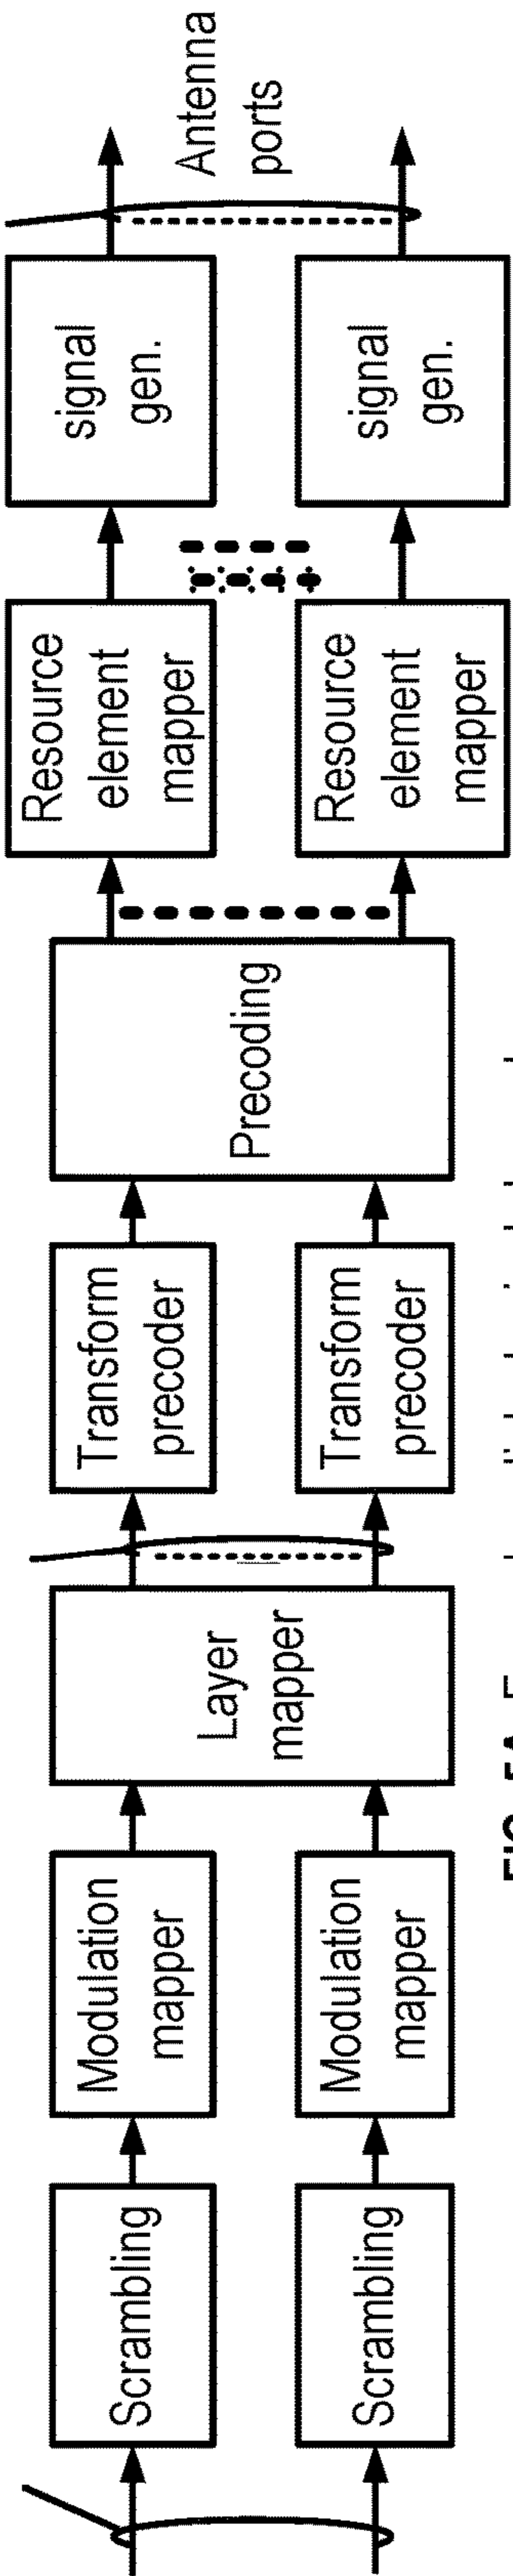 Scrambling
Modulation
mapper
Layer
mapper
Transform
precoder
Precoding
Resource
element
mapper
signal
gen.
Antenna
ports
Scrambling
Modulation
mapper
Transform
precoder
Resource
element
mapper
signal
gen.